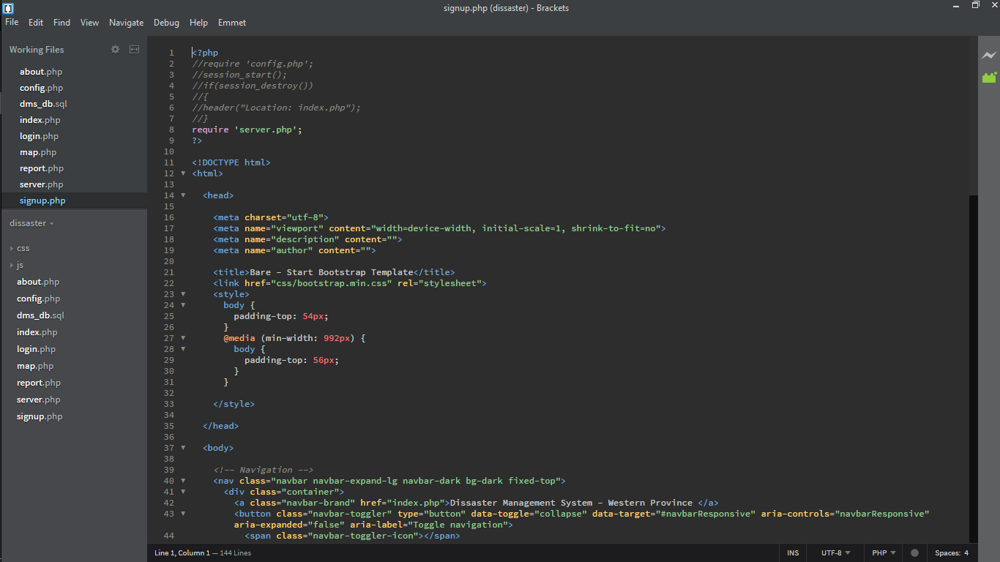 signup.php (dissaster) - Brackets
File Edit Find View Navigate Debug Help Emmet
Working Files
about.php
config.php
dms_db.sql
index.php
login.php
map.php
report.php
server.php
signup.php
dissaster
css
js
about.php
config.php
dms_db.sql
index.php
login.php
map.php
report.php
server.php
signup.php
1 <?php
2 //require 'config.php';
3 //session_start();
4 //if(session_destroy())
5 //{
6 //header("Location: index.php");
7 //}
8 require 'server.php';
9 ?>
10
11 <!DOCTYPE html>
12 <html>
13
14 <head>
15
16 <meta charset="utf-8">
17 <meta name="viewport" content="width=device-width, initial-scale=1, shrink-to-fit=no">
18 <meta name="description" content="">
19 <meta name="author" content="">
20
21 <title>Bare - Start Bootstrap Template</title>
22 <link href="css/bootstrap.min.css" rel="stylesheet">
23 <style>
24 body {
25 padding-top: 54px;
26 }
27 @media (min-width: 992px) {
28 body {
29 padding-top: 56px;
30 }
31 }
32
33 </style>
34
35 </head>
36
37 <body>
38
39 <!-- Navigation -->
40 <nav class="navbar navbar-expand-lg navbar-dark bg-dark fixed-top">
41 <div class="container">
42 <a class="navbar-brand" href="index.php">Dissaster Management System - Western Province </a>
43 <button class="navbar-toggler" type="button" data-toggle="collapse" data-target="#navbarResponsive" aria-controls="navbarResponsive"
aria-expanded="false" aria-label="Toggle navigation">
44 <span class="navbar-toggler-icon"></span>
Line 1, Column 1 — 144 Lines
INS UTF-8 PHP Spaces: 4